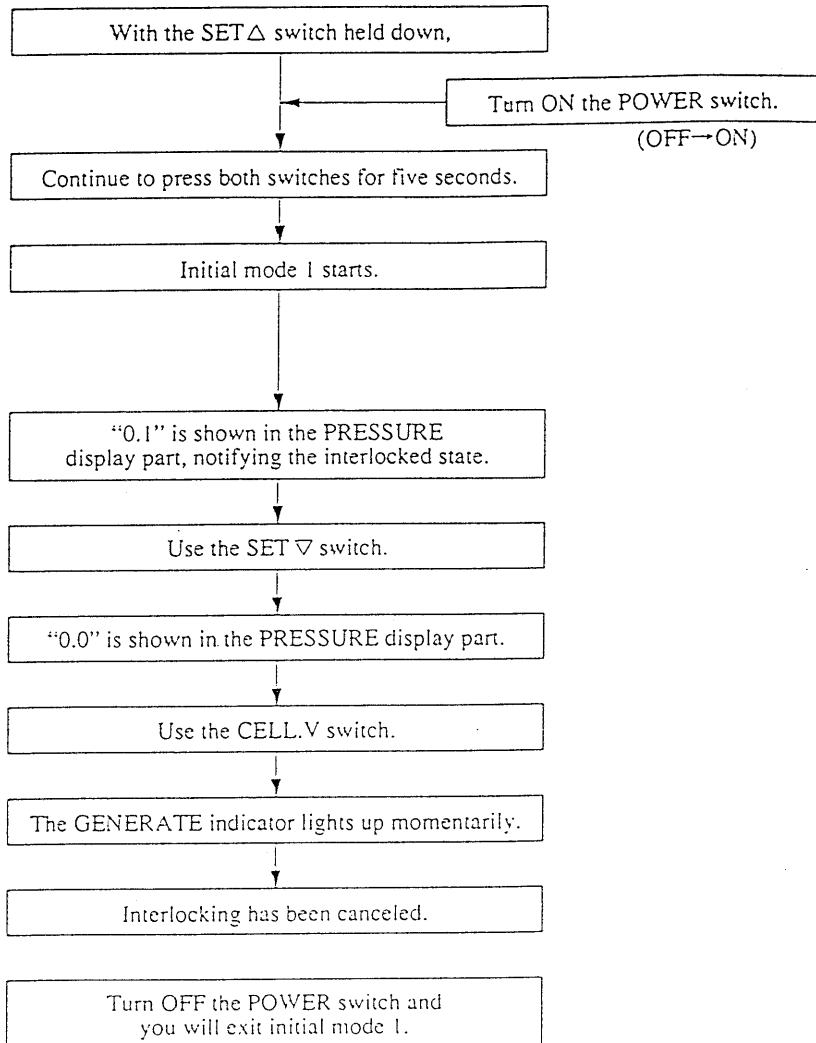 With the SET△ switch held down,
Turn ON the POWER switch.
(OFF→ON)
Continue to press both switches for five seconds.
Initial mode 1 starts.
“0.1” is shown in the PRESSURE
display part, notifying the interlocked state.
Use the SET ▽ switch.
“0.0” is shown in the PRESSURE display part.
Use the CELL.V switch.
The GENERATE indicator lights up momentarily.
Interlocking has been canceled.
Turn OFF the POWER switch and
you will exit initial mode 1.